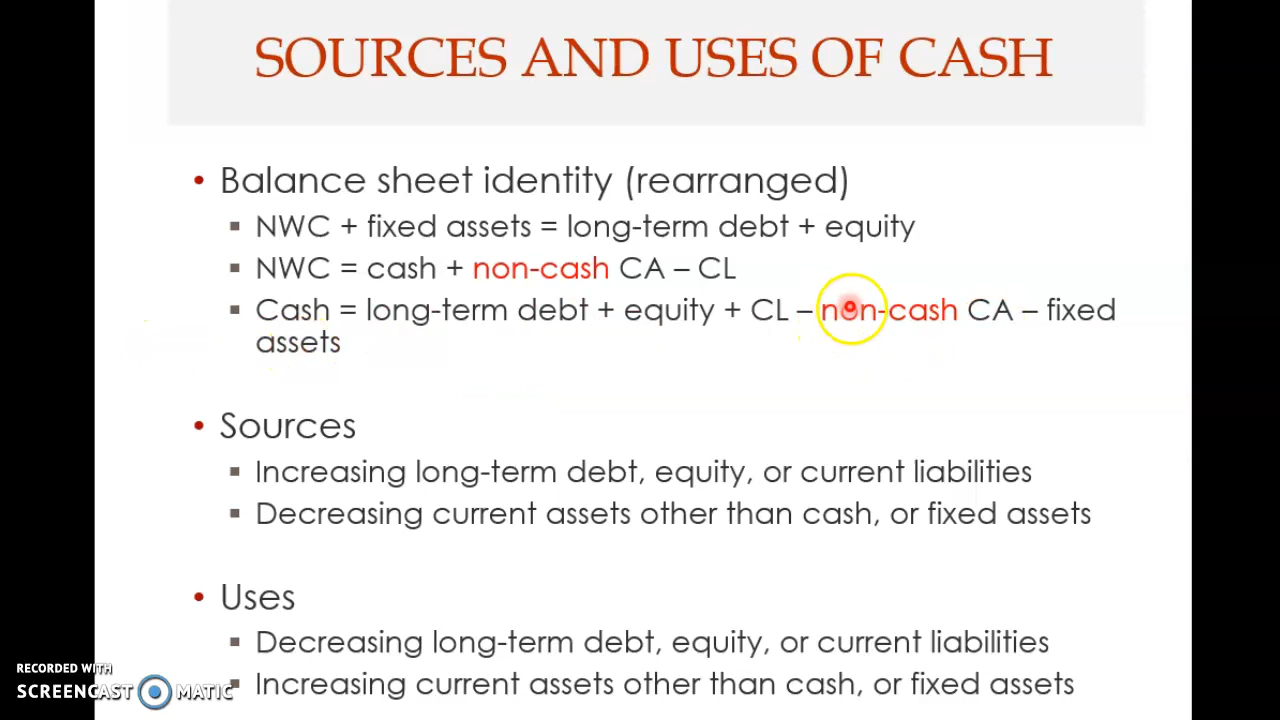 SOURCES AND USES OF CASH
• Balance sheet identity (rearranged)
▪ NWC + fixed assets = long-term debt + equity
▪ NWC = cash + non-cash CA – CL
▪ Cash = long-term debt + equity + CL – non-cash CA – fixed
assets
• Sources
▪ Increasing long-term debt, equity, or current liabilities
▪ Decreasing current assets other than cash, or fixed assets
• Uses
▪ Decreasing long-term debt, equity, or current liabilities
▪ Increasing current assets other than cash, or fixed assets
RECORDED WITH
SCREENCAST MATIC